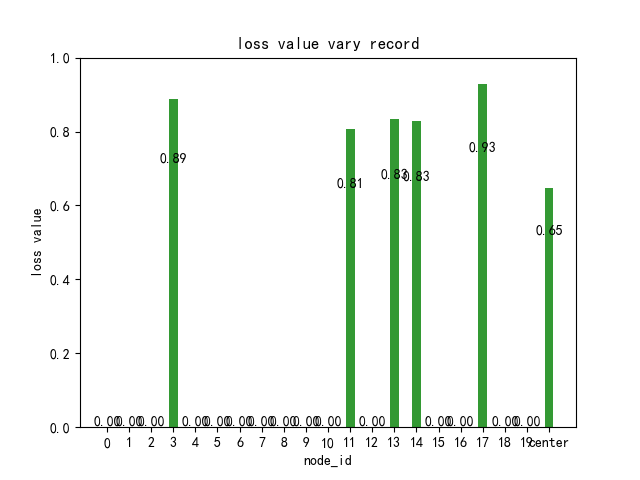 loss value vary record
loss value
1.0
0.8
0.6
0.4
0.2
0.0
0.00 0.00 0.00 0.89 0.00 0.00 0.00 0.00 0.00 0.00 0.00 0.81 0.00 0.83 0.83 0.00 0.00 0.93 0.00 0.00 0.65
0 1 2 3 4 5 6 7 8 9 10 11 12 13 14 15 16 17 18 19 center
node_id